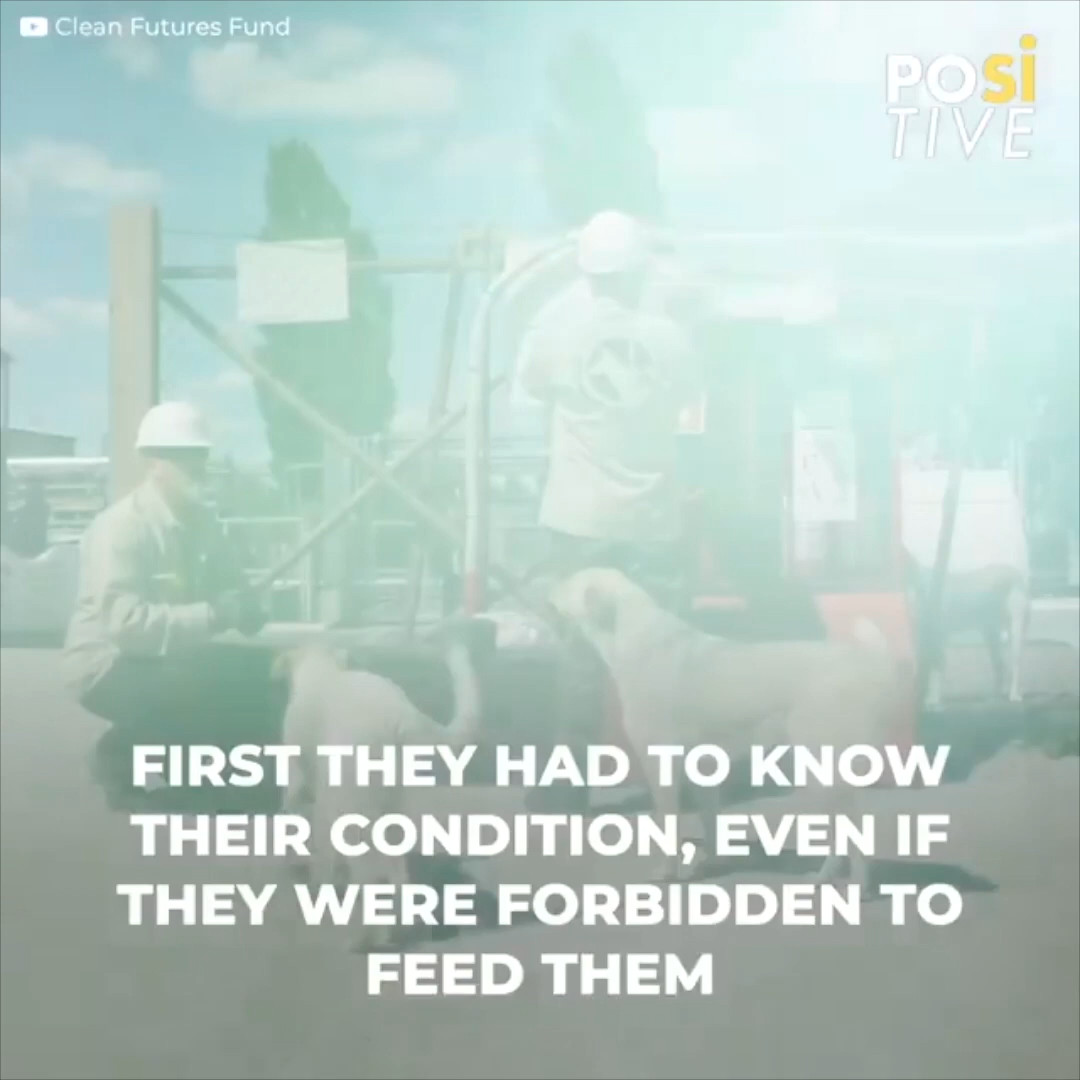 Clean Futures Fund
POSI
TIVE
FIRST THEY HAD TO KNOW
THEIR CONDITION, EVEN IF
THEY WERE FORBIDDEN TO
FEED THEM